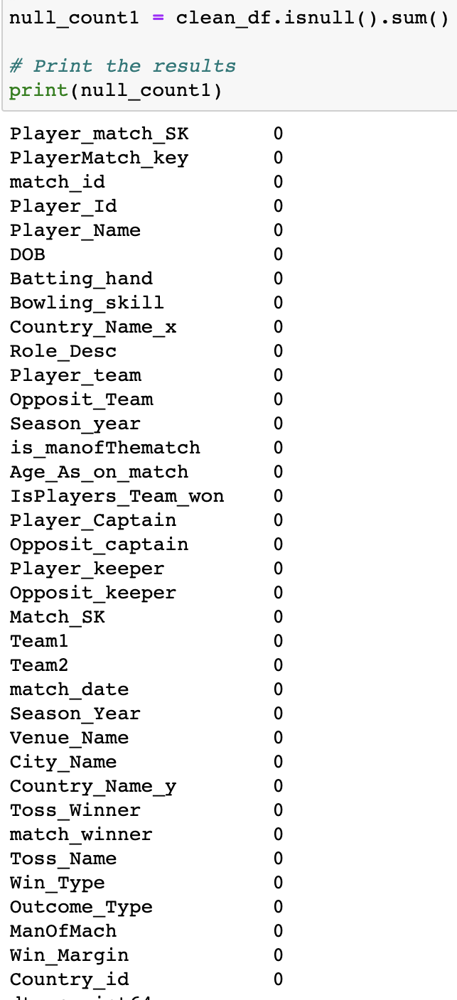 null_count1 = clean_df.isnull().sum()
# Print the results
print(null_count1)
Player_match_SK 0
PlayerMatch_key 0
match_id 0
Player_Id 0
Player_Name 0
DOB 0
Batting_hand 0
Bowling_skill 0
Country_Name_x 0
Role_Desc 0
Player_team 0
Opposit_Team 0
Season_year 0
is_manofThematch 0
Age_As_on_match 0
IsPlayers_Team_won 0
Player_Captain 0
Opposit_captain 0
Player_keeper 0
Opposit_keeper 0
Match_SK 0
Team1 0
Team2 0
match_date 0
Season_Year 0
Venue_Name 0
City_Name 0
Country_Name_y 0
Toss_Winner 0
match_winner 0
Toss_Name 0
Win_Type 0
Outcome_Type 0
ManOfMach 0
Win_Margin 0
Country_id 0